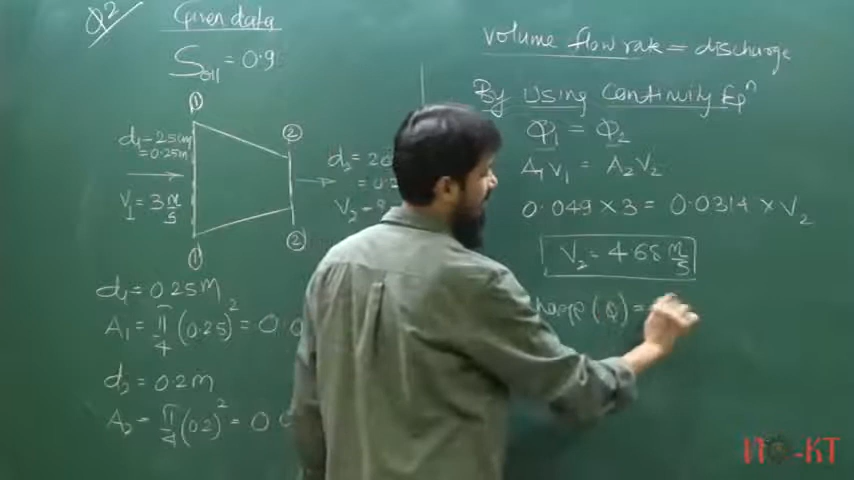 Q2
Given data
S oil = 0.9
①
②
d₁ = 25cm
= 0.25m
V₁ = 3 m/s
①
②
d₂ = 2
= 0.
V₂ =
d₁ = 0.25m
A₁ = π/4 (0.25)² = 0.0
d₂ = 0.2m
A₂ = π/4 (0.2)² = 0.0
Volume flow rate = discharge
By Using Continuity Eqⁿ
Q₁ = Q₂
A₁V₁ = A₂V₂
0.049 × 3 = 0.0314 × V₂
V₂ = 4.68 m/s
(Q) =
-KT